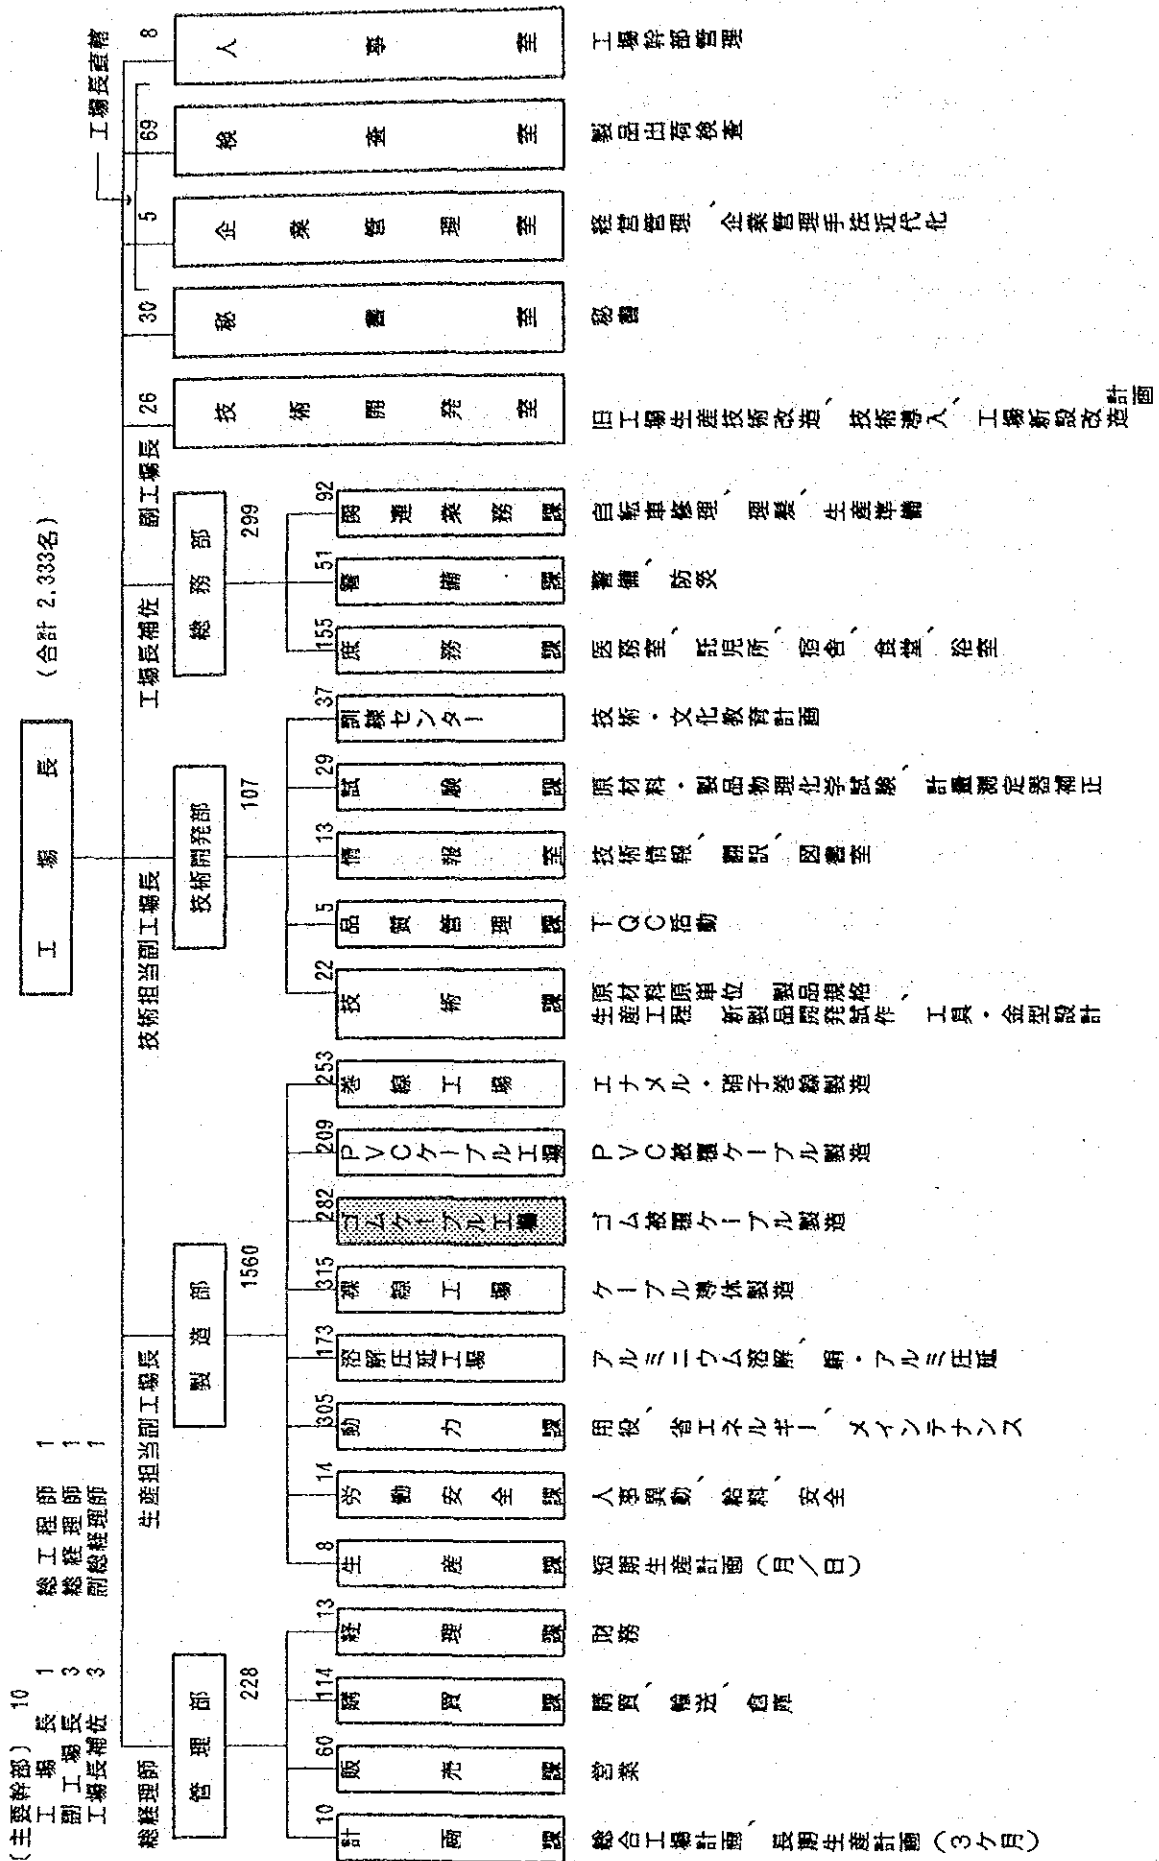 (主要幹部) 10
工場長 1
副工場長 3
工場長補佐 3
総工程師 1
総経理師 1
副総経理師 1
工場長
(合計 2,333名)
総経理師
管理部
228
計画課
10
総合工場計画、長期生産計画(3ケ月)
販売課
60
営業
購買課
114
購買、輸送、倉庫
経理課
13
財務
生産担当副工場長
製造部
1560
生産課
8
短期生産計画(月/日)
労働安全課
14
人事異動、給料、安全
動力課
305
用役、省エネルギー、メインテナンス
溶解圧延工場
173
アルミニウム溶解、銅・アルミ圧延
裸線工場
315
ケーブル導体製造
ゴムケーブル工場
282
ゴム被覆ケーブル製造
PVCケーブル工場
209
PVC被覆ケーブル製造
巻線工場
253
エナメル・硝子巻線製造
技術担当副工場長
技術開発部
107
技術課
22
原材料原単位、製品規格、
生産工程、新製品開発試作、工具・金型設計
品質管理課
5
TQC活動
情報室
13
技術情報、翻訳、図書室
試験課
29
原材料・製品物理化学試験、計量測定器補正
訓練センター
37
技術・文化教育計画
工場長補佐
総務部
299
庶務課
155
医務室、託児所、宿舎、食堂、浴室
警備課
51
警備、防災
関連業務課
92
自転車修理、理髪、生産準備
副工場長
技術開発室
26
旧工場生産技術改造、技術導入、工場新設改造計画
工場長直轄
秘書室
30
秘書
企業管理室
5
経営管理、企業管理手法近代化
検査室
69
製品出荷検査
人事室
8
工場幹部管理